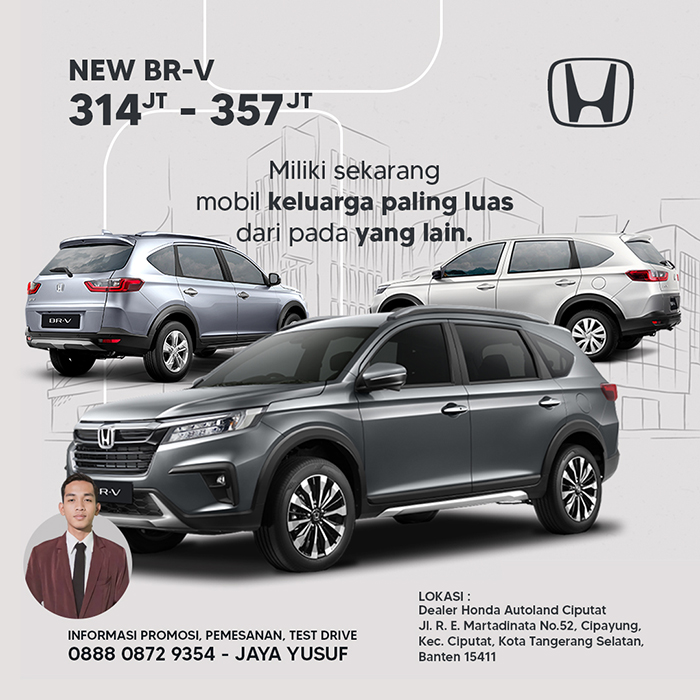 NEW BR-V
314JT - 357JT
Miliki sekarang
mobil keluarga paling luas
dari pada yang lain.
BR-V
R-V
INFORMASI PROMOSI, PEMESANAN, TEST DRIVE
0888 0872 9354 - JAYA YUSUF
LOKASI :
Dealer Honda Autoland Ciputat
Jl. R. E. Martadinata No.52, Cipayung,
Kec. Ciputat, Kota Tangerang Selatan,
Banten 15411